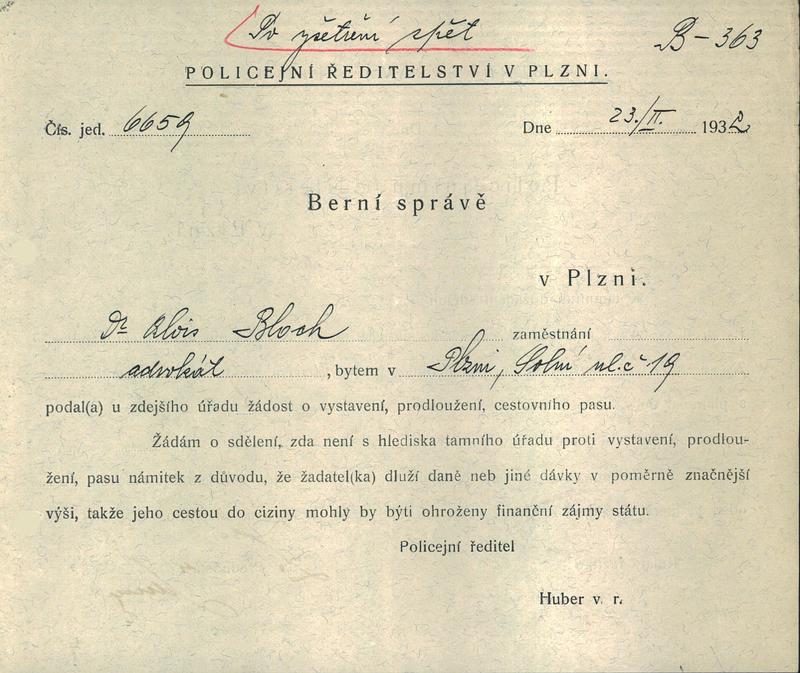 Po vyšetření zpět
B-363
POLICEJNÍ ŘEDITELSTVÍ V PLZNI.
Čís. jed. 6659 Dne 23./II. 1932
Berní správě
v Plzni.
Dr Alois Bloch zaměstnání
advokát, bytem v Plzni, Solní ul. č 19
podal(a) u zdejšího úřadu žádost o vystavení, prodloužení, cestovního pasu.
Žádám o sdělení, zda není s hlediska tamního úřadu proti vystavení, prodlou-
žení, pasu námitek z důvodu, že žadatel(ka) dluží daně neb jiné dávky v poměrně značnější
výši, takže jeho cestou do ciziny mohly by býti ohroženy finanční zájmy státu.
Policejní ředitel
Huber v. r.